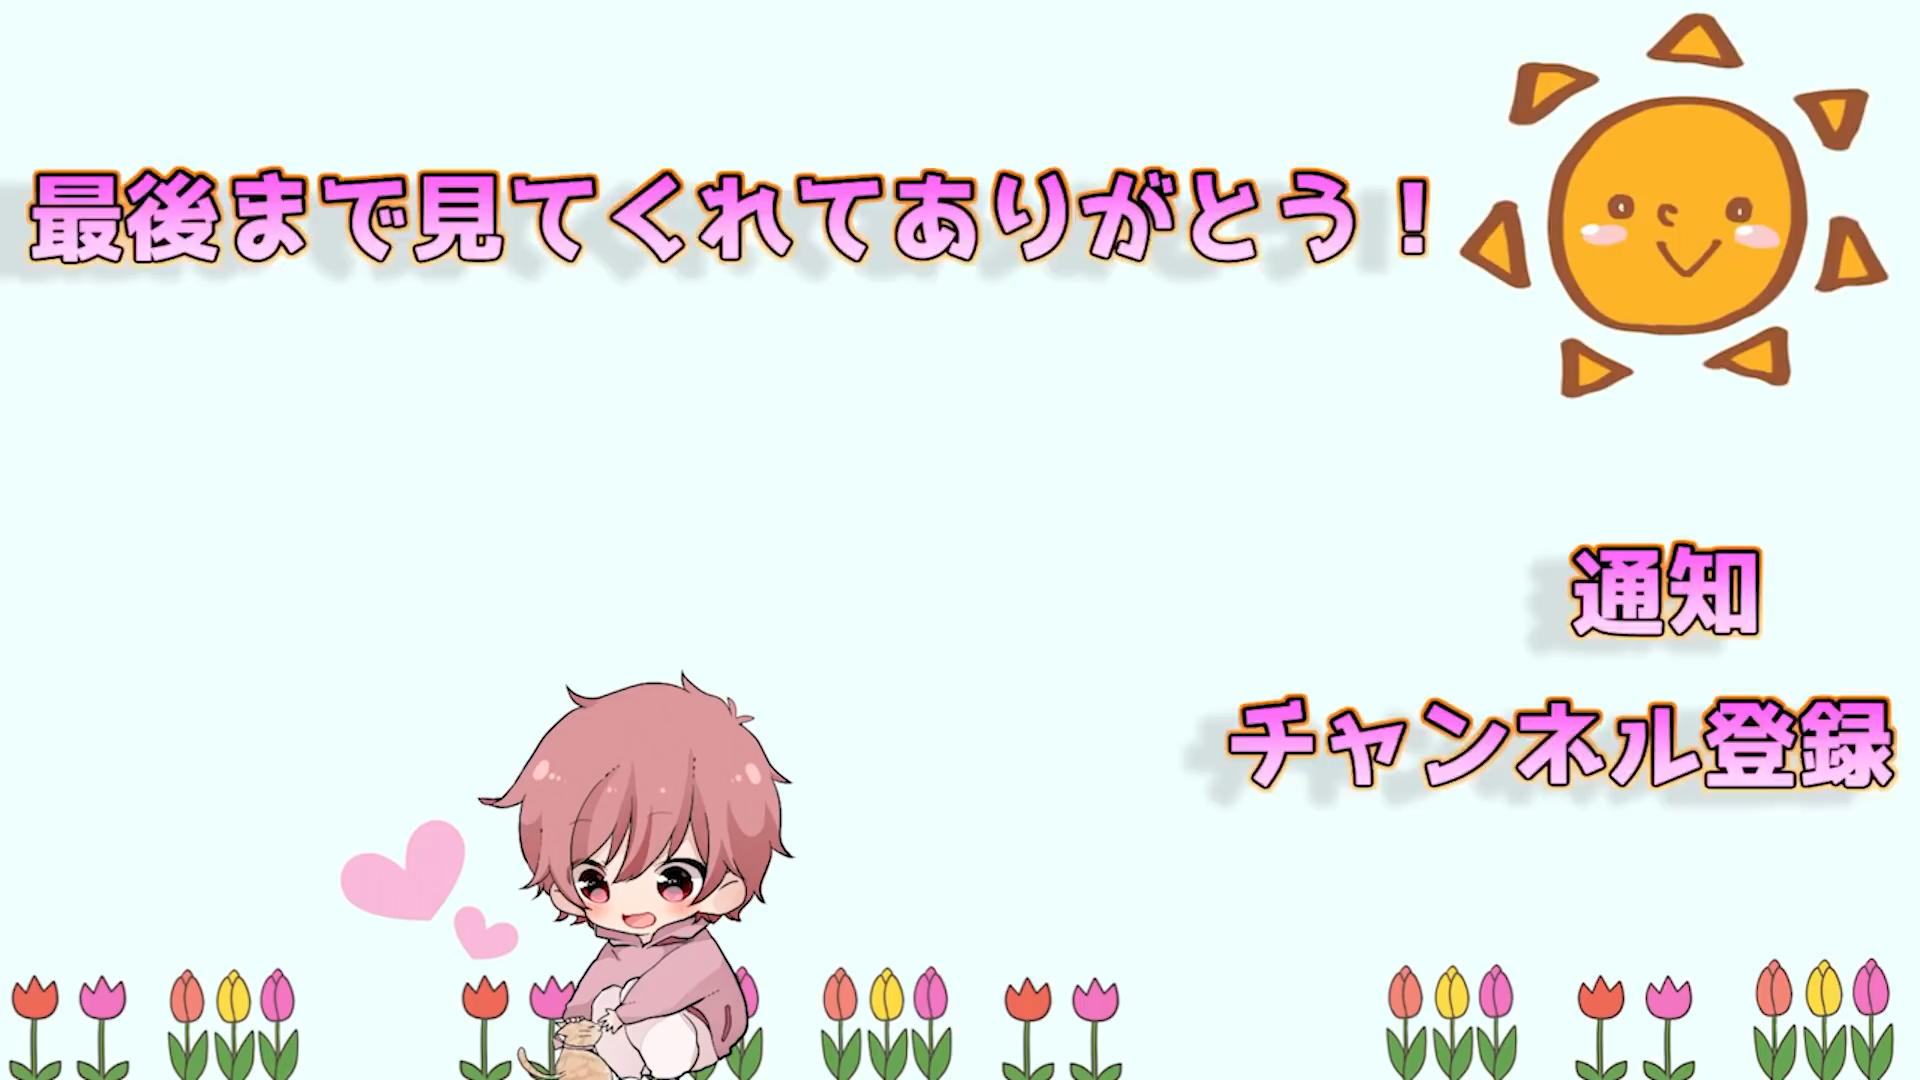 最後まで見てくれてありがとう！
通知
チャンネル登録